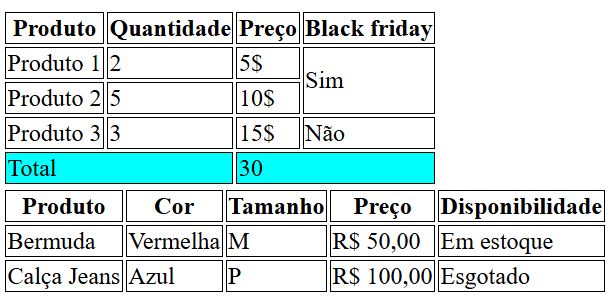 Produto Quantidade Preço Black friday
Produto 1 2 5$ Sim
Produto 2 5 10$
Produto 3 3 15$ Não
Total 30
Produto Cor Tamanho Preço Disponibilidade
Bermuda Vermelha M R$ 50,00 Em estoque
Calça Jeans Azul P R$ 100,00 Esgotado